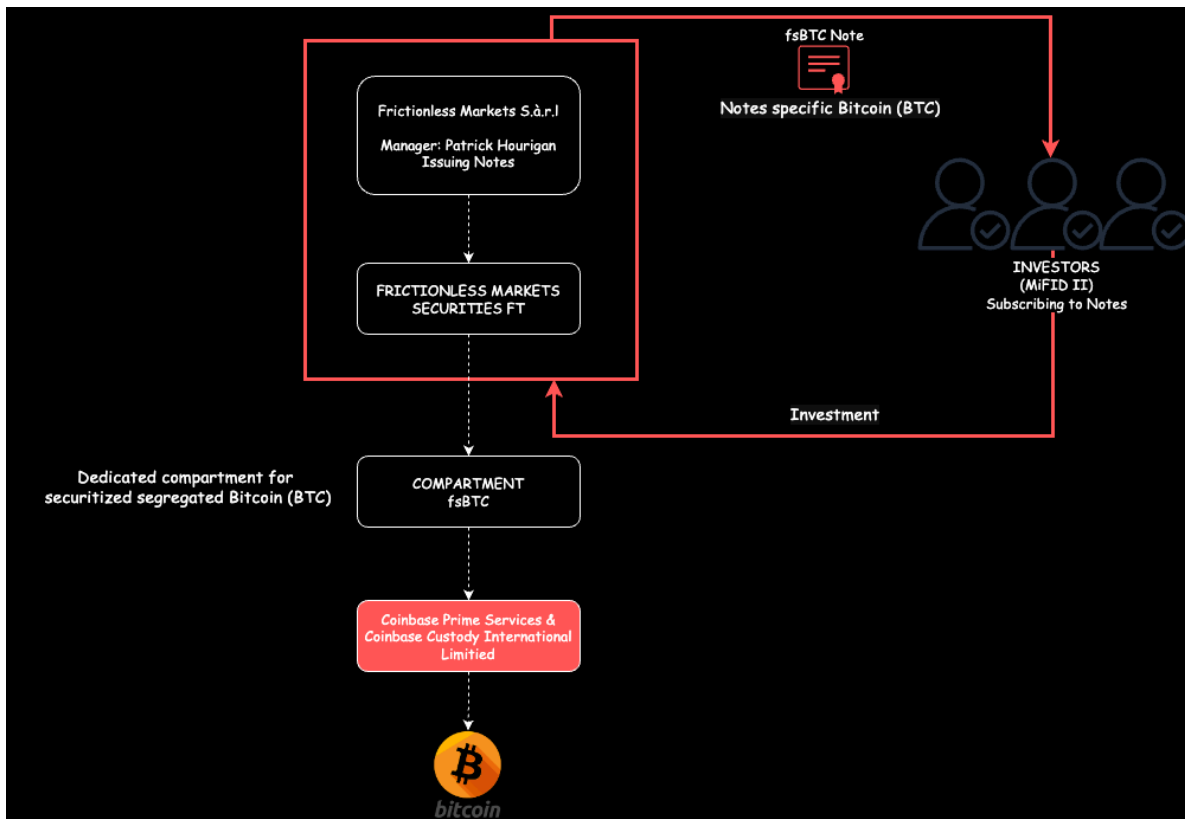 fsBTC Note
Notes specific Bitcoin (BTC)
Frictionless Markets S.à.r.l
Manager: Patrick Hourigan
Issuing Notes
FRICTIONLESS MARKETS
SECURITIES FT
INVESTORS
(MiFID II)
Subscribing to Notes
Investment
Dedicated compartment for
securitized segregated Bitcoin (BTC)
COMPARTMENT
fsBTC
Coinbase Prime Services &
Coinbase Custody International
Limitied
bitcoin